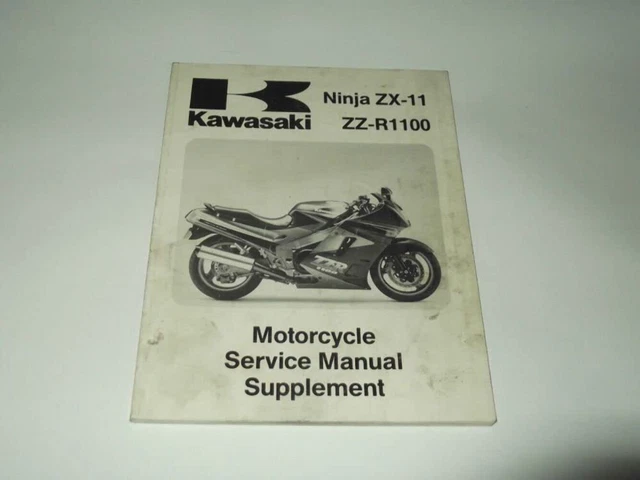 Kawasaki
Ninja ZX-11
ZZ-R1100
Motorcycle
Service Manual
Supplement